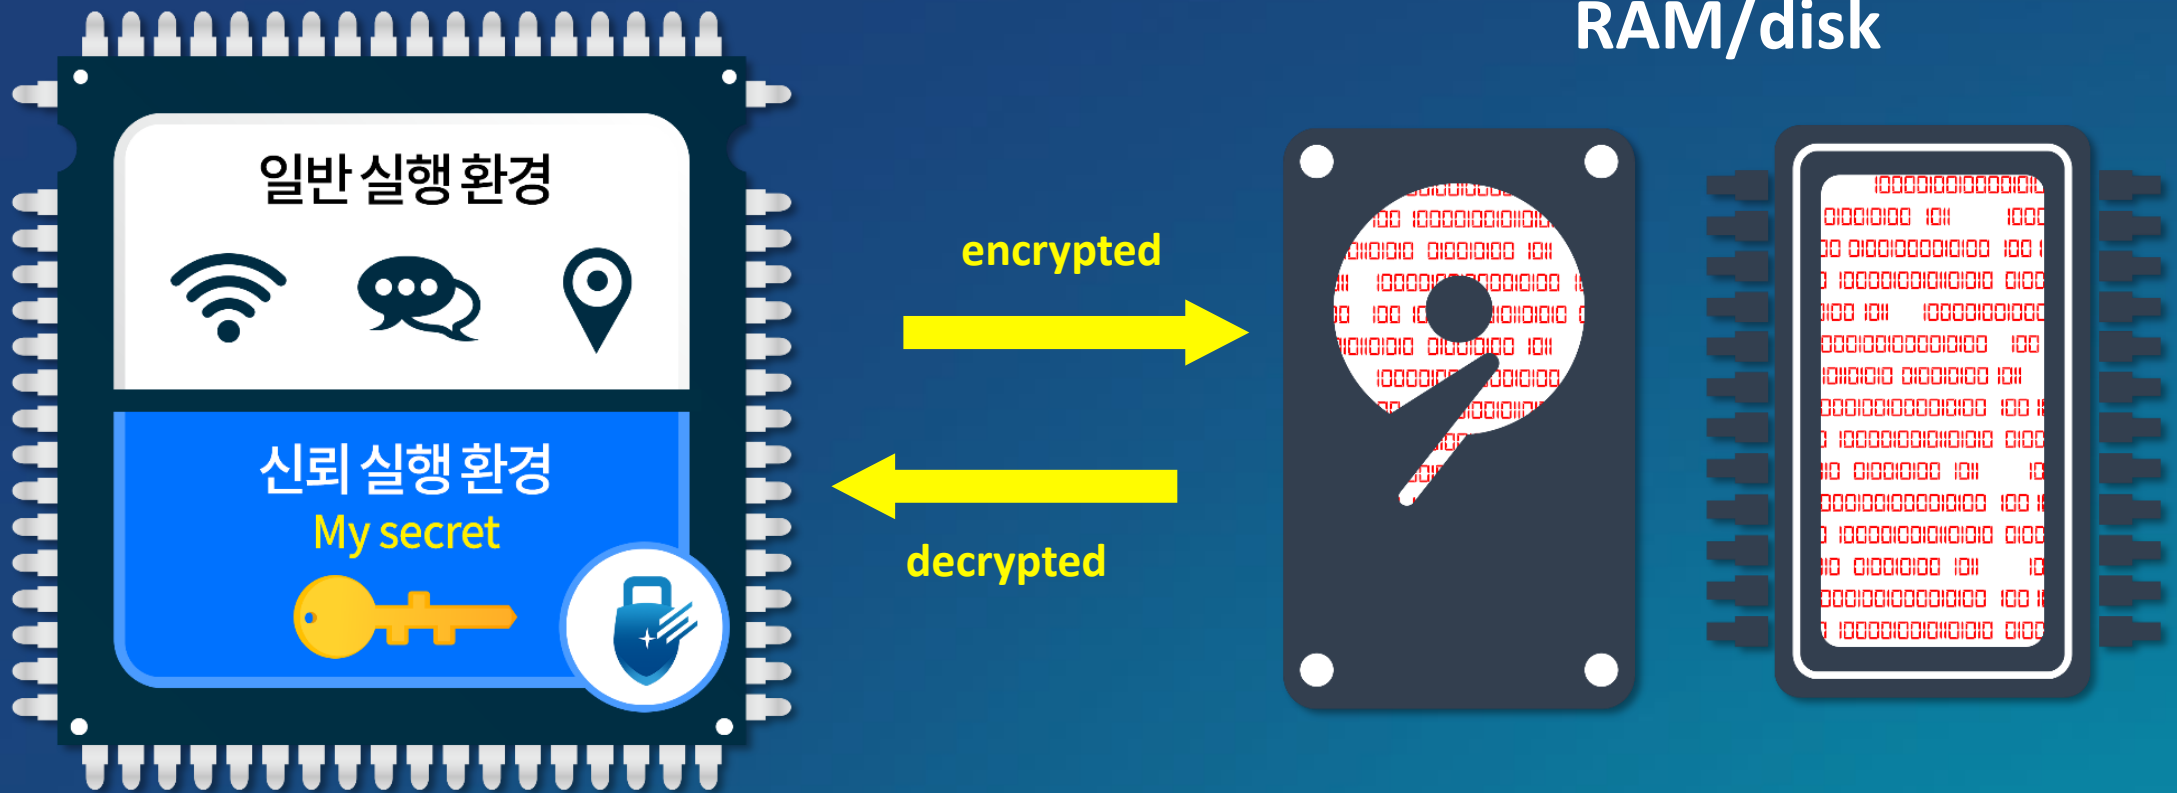 RAM/disk
일반 실행 환경
encrypted
신뢰 실행 환경
My secret
decrypted